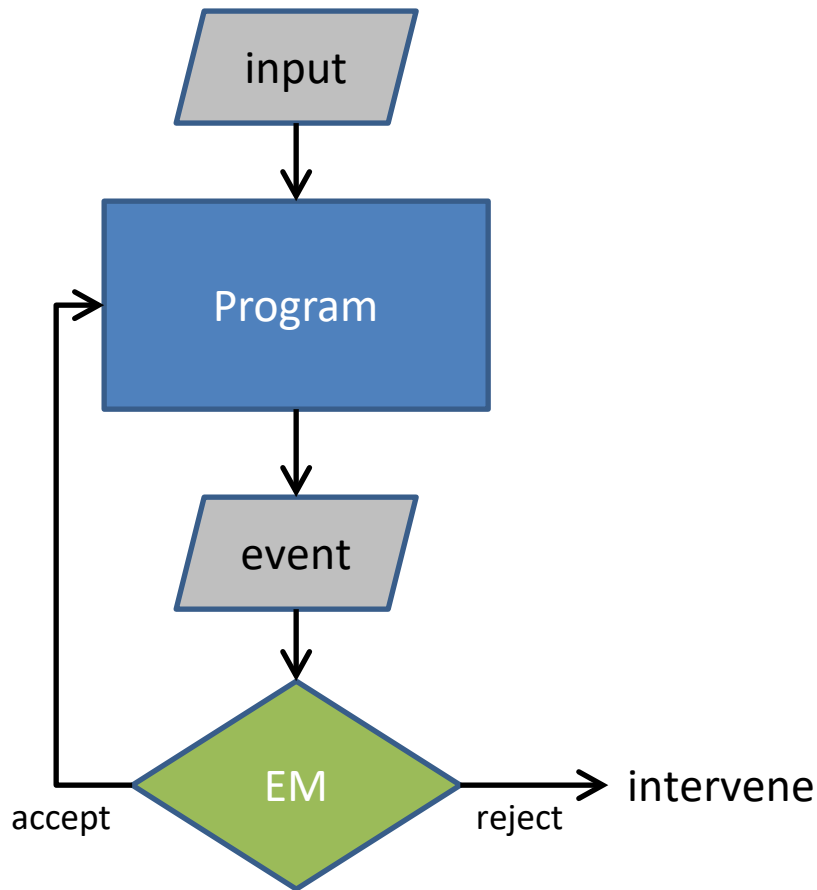 input
Program
event
EM
accept
reject
intervene